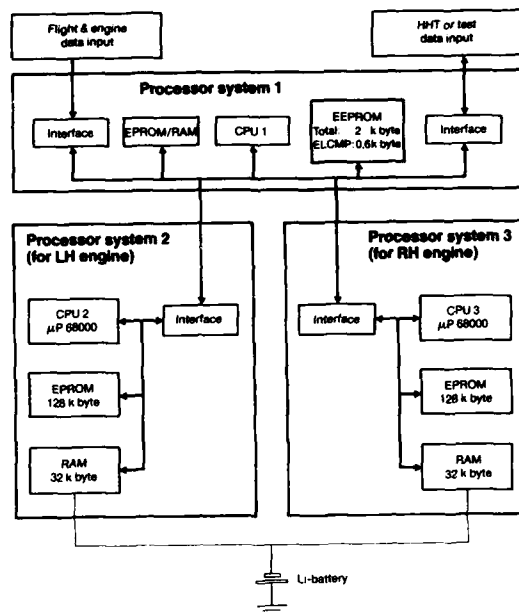 Flight & engine
data input
HHT or test
data input
Processor system 1
Interface
EPROM/RAM
CPU 1
EEPROM
Total: 2 k byte
ELCMP: 0,6k byte
Interface
Processor system 2
(for LH engine)
CPU 2
µP 68000
Interface
EPROM
128 k byte
RAM
32 k byte
Processor system 3
(for RH engine)
Interface
CPU 3
µP 68000
EPROM
128 k byte
RAM
32 k byte
Li-battery